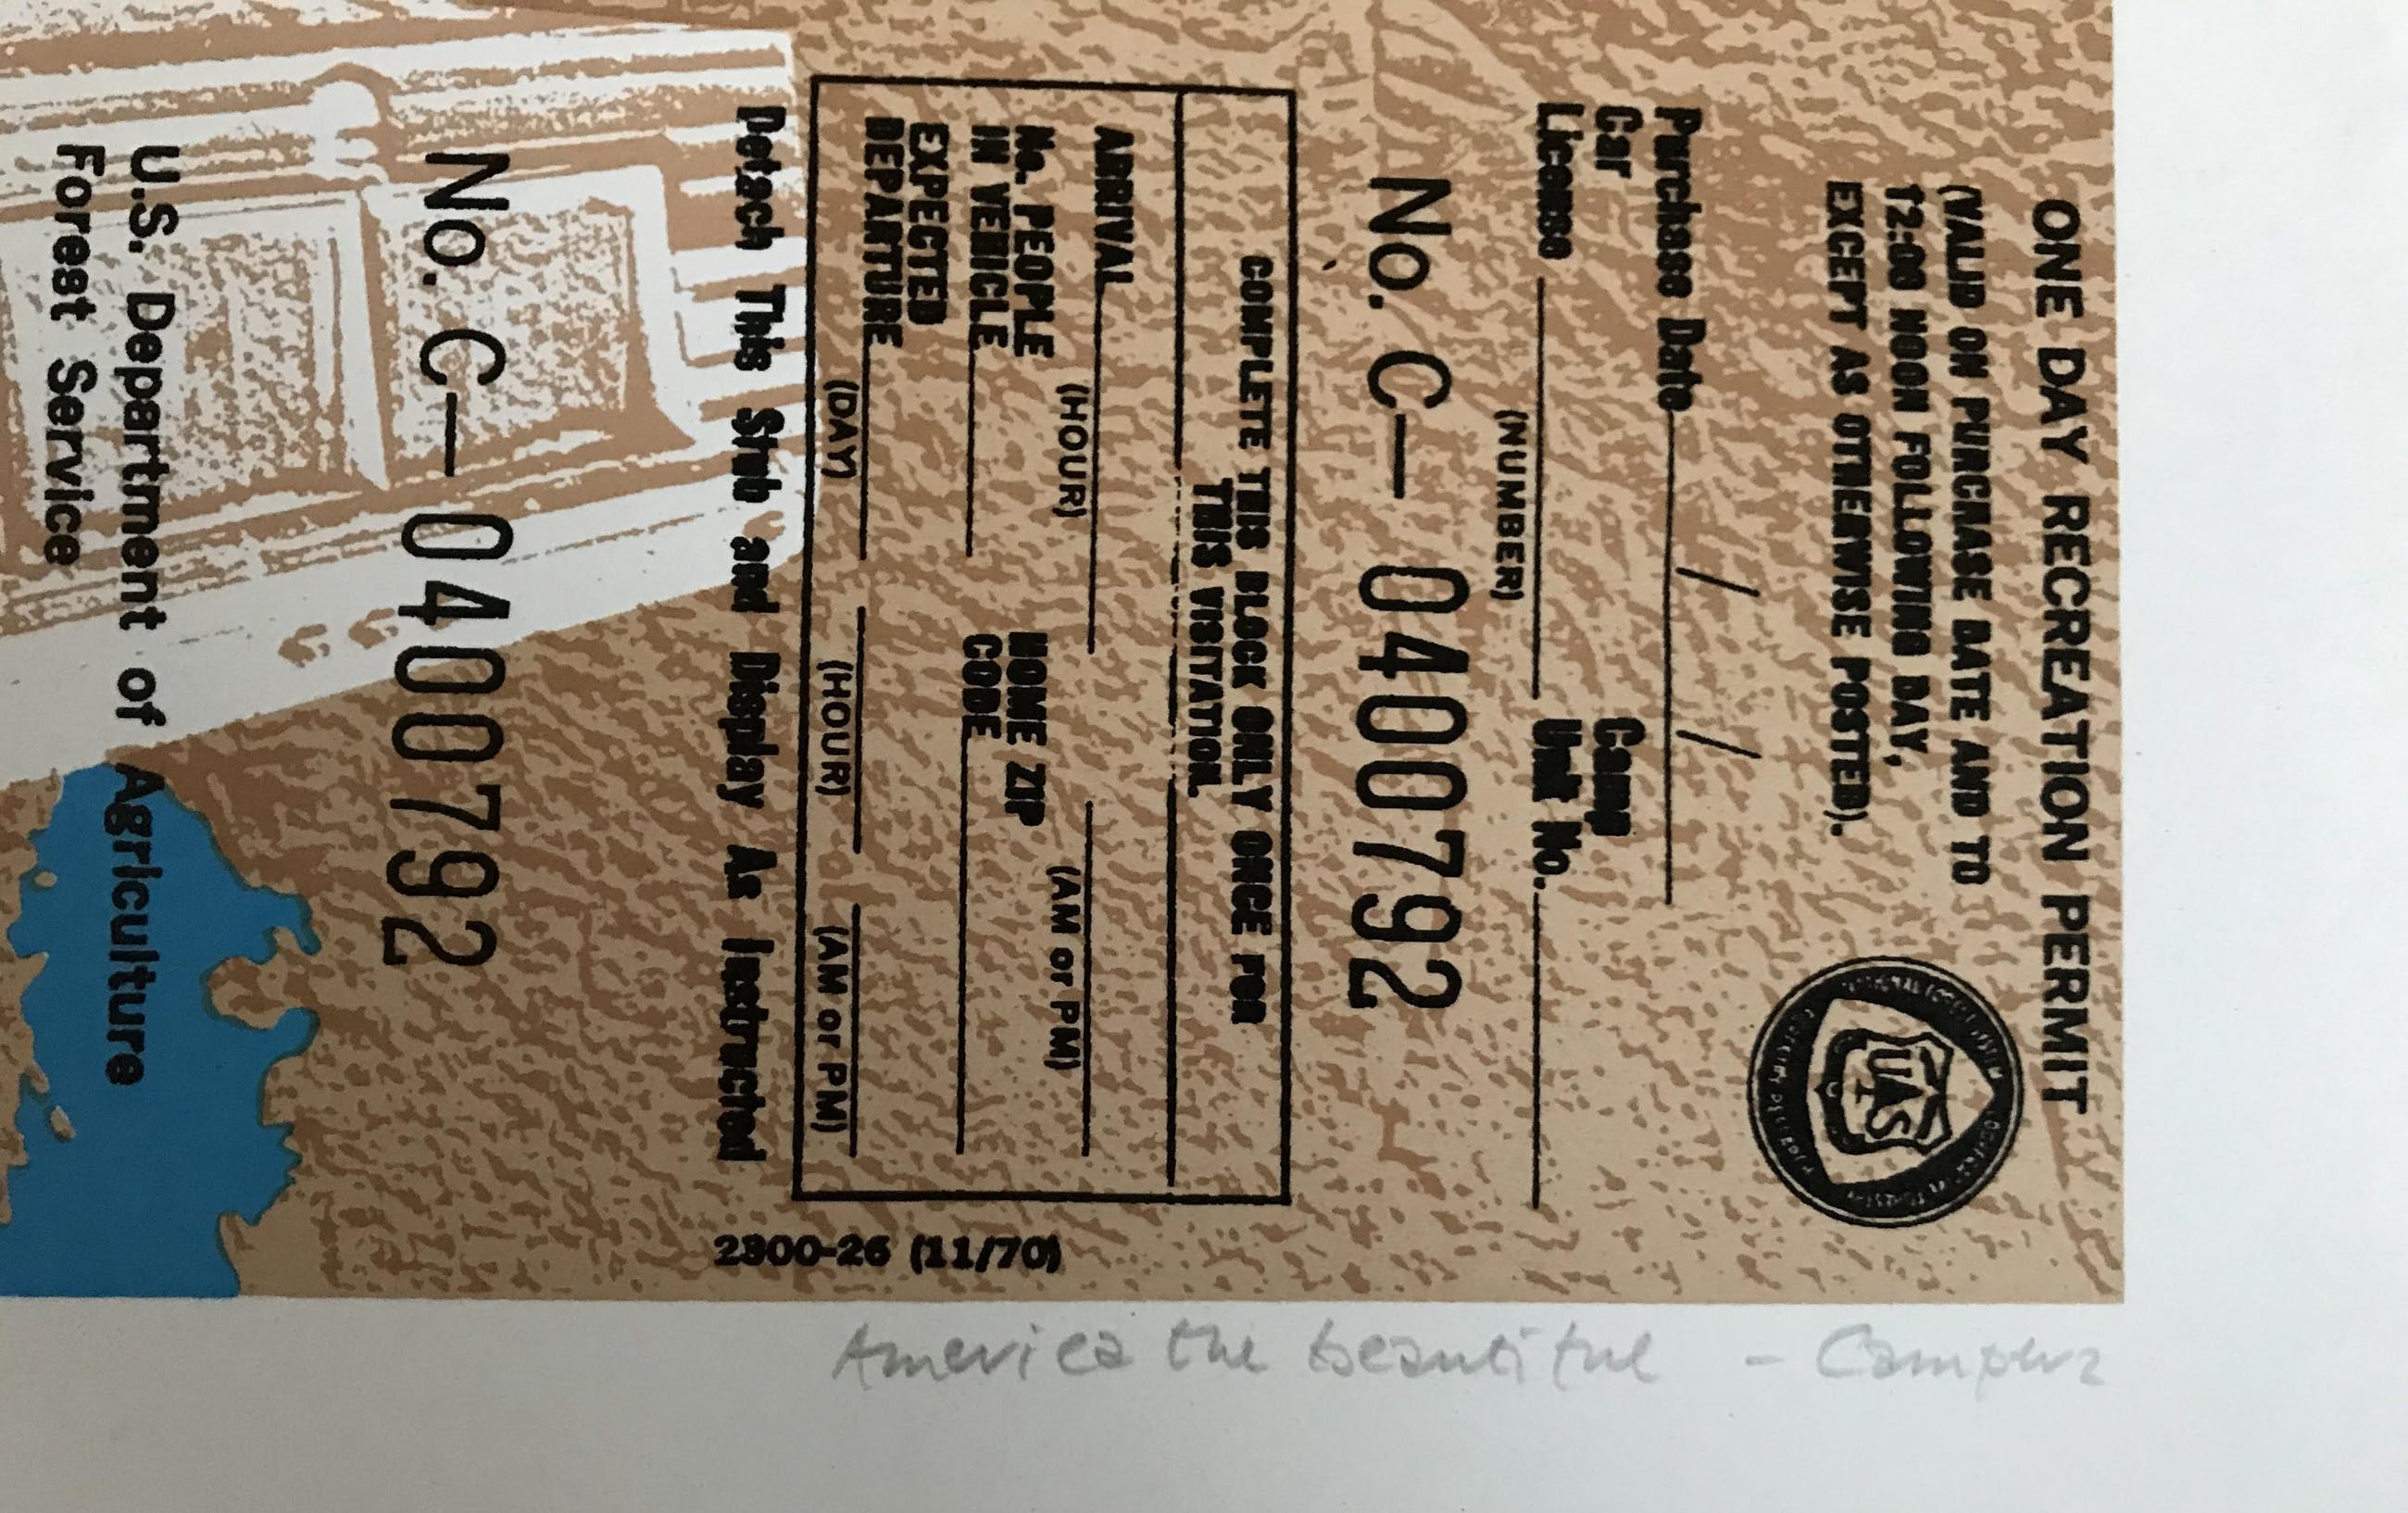 ONE DAY RECREATION PERMIT
(VALID ON PURCHASE DATE AND TO
12:00 NOON FOLLOWING DAY,
EXCEPT AS OTHERWISE POSTED).
Purchase Date / /
Car
License
Camp
Unit No.
(NUMBER)
No. C—0400792
COMPLETE THIS BLOCK ONLY ONCE FOR
THIS VISITATION
ARRIVAL
(HOUR) (AM or PM)
No. PEOPLE
IN VEHICLE
HOME ZIP
CODE
EXPECTED
DEPARTURE
(DAY) (HOUR) (AM or PM)
Detach This Stub and Display As Instructed
2300-26 (11/70)
No. C—0400792
U.S. Department of Agriculture
Forest Service
UAS
America the beautiful - Campers